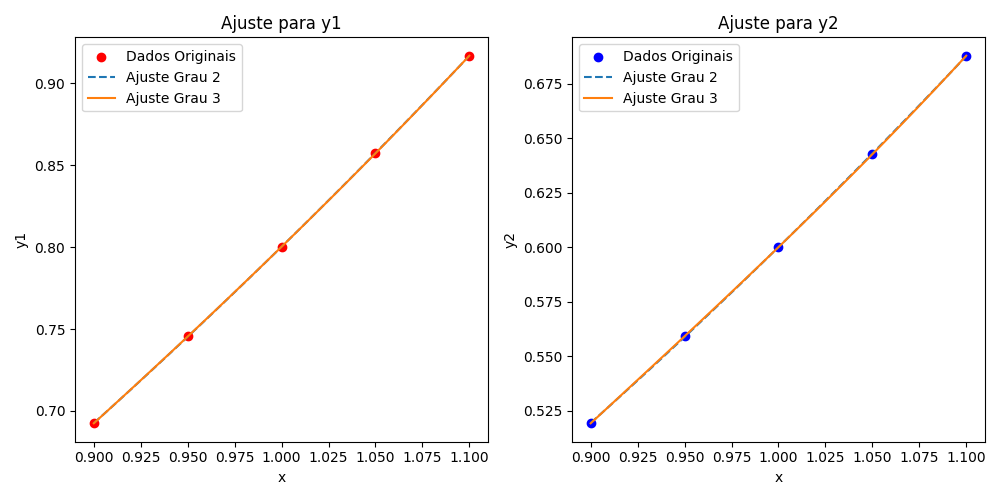 Ajuste para y1
Dados Originais
Ajuste Grau 2
Ajuste Grau 3
0.90
0.85
0.80
0.75
0.70
y1
0.900 0.925 0.950 0.975 1.000 1.025 1.050 1.075 1.100
x
Ajuste para y2
Dados Originais
Ajuste Grau 2
Ajuste Grau 3
0.675
0.650
0.625
0.600
0.575
0.550
0.525
y2
0.900 0.925 0.950 0.975 1.000 1.025 1.050 1.075 1.100
x